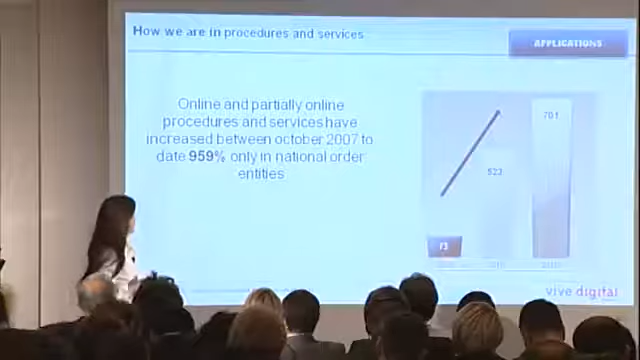 How we are in procedures and services
APPLICATIONS
Online and partially online
procedures and services have
increased between october 2007 to
date 959% only in national order
entities
701
523
73
vive digital